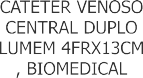 CATETER VENOSO
CENTRAL DUPLO
LUMEM 4FRX13CM
, BIOMEDICAL